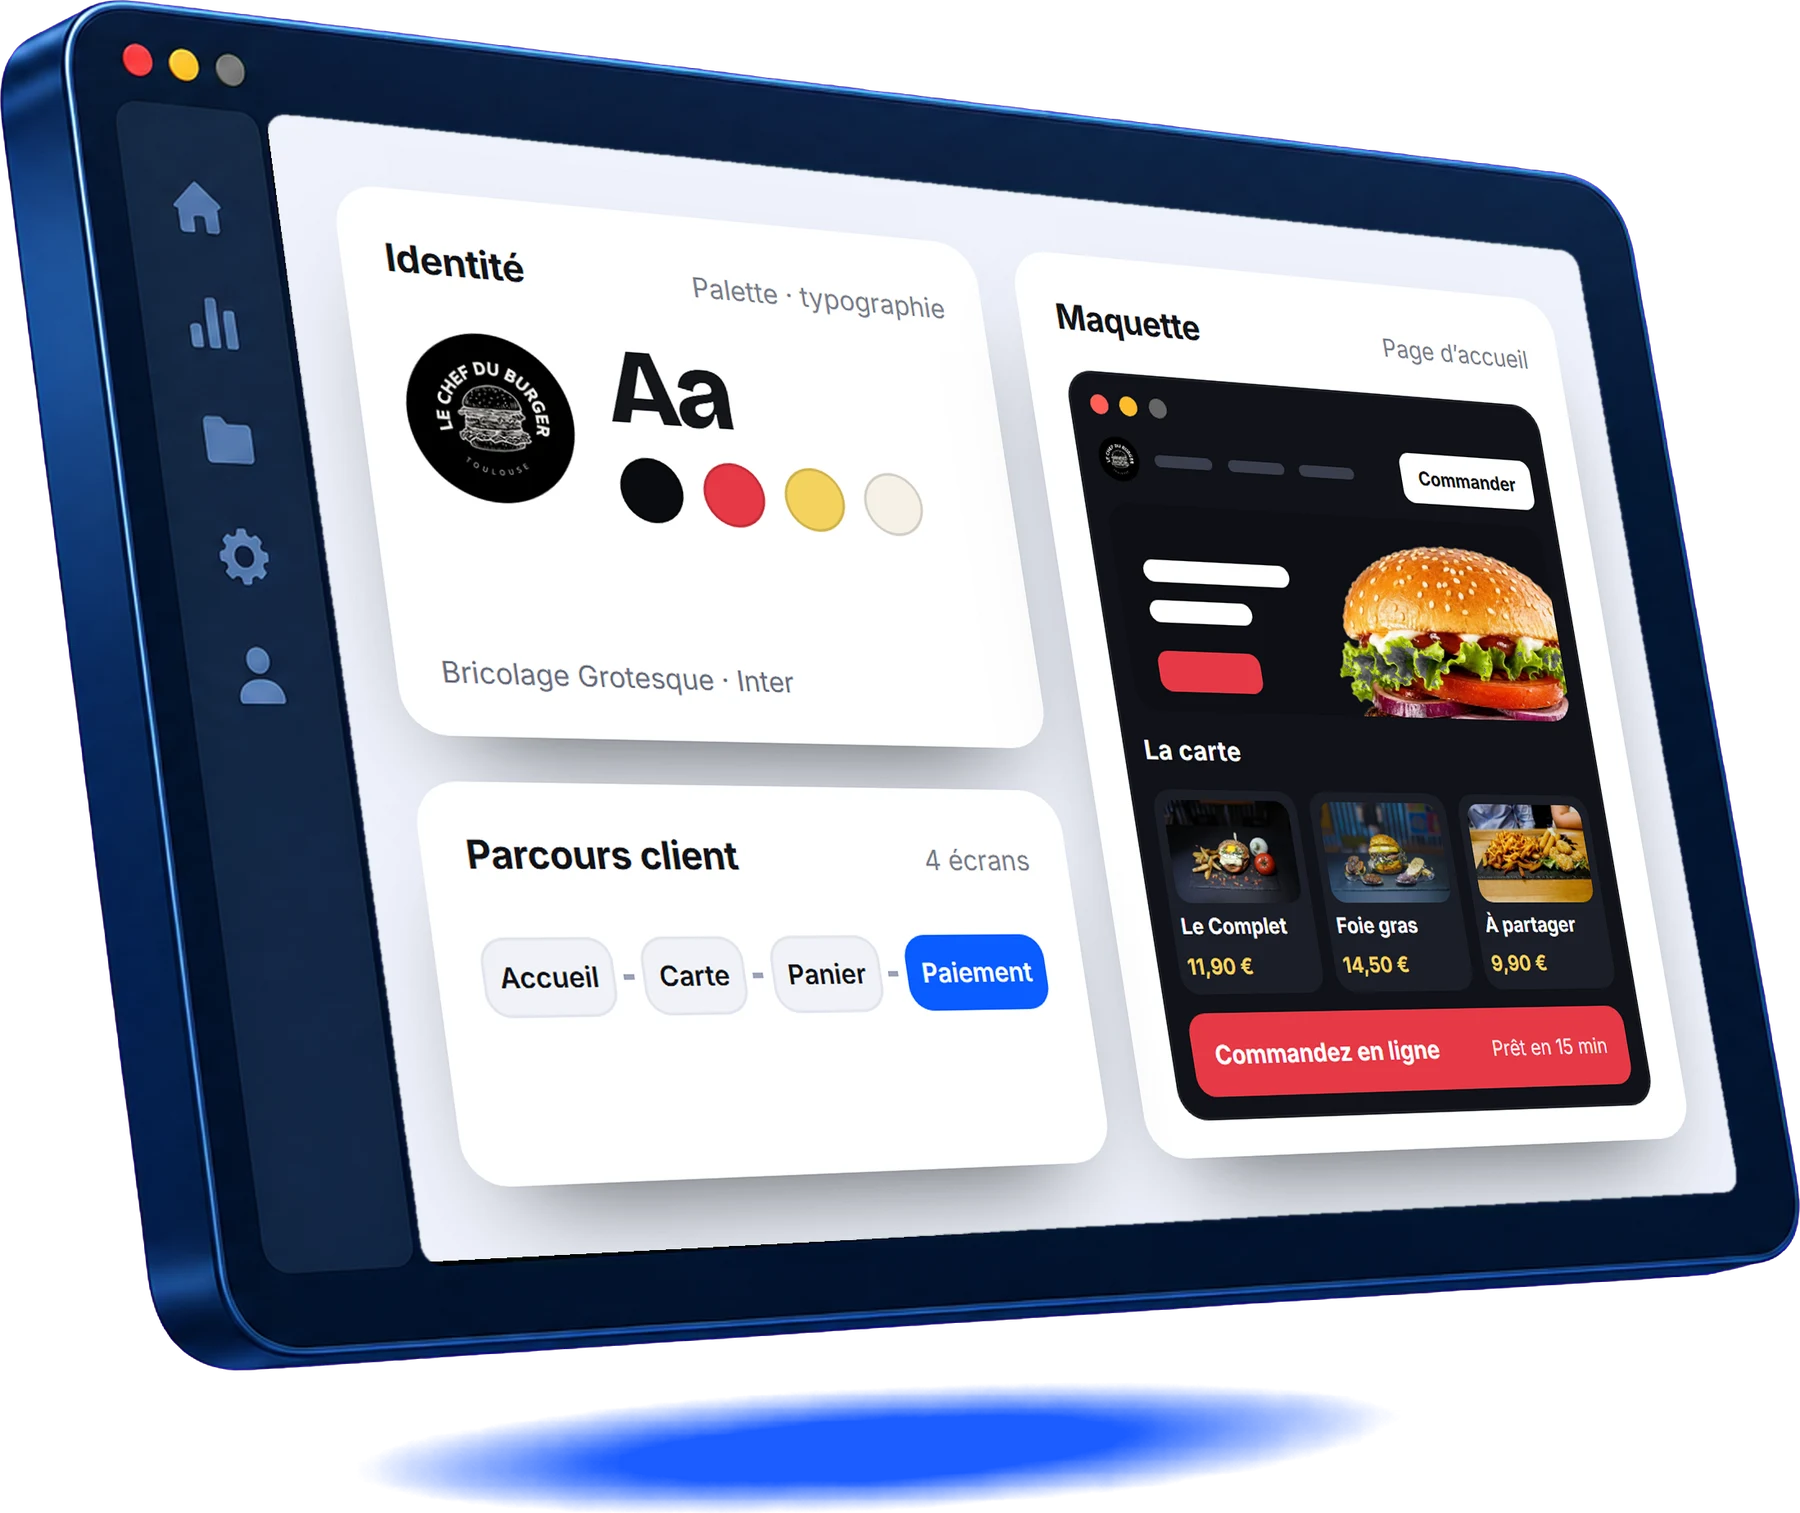 Identité
Palette · typographie
LE CHEF DU BURGER
TOULOUSE
Aa
Bricolage Grotesque · Inter
Parcours client
4 écrans
Accueil - Carte - Panier - Paiement
Maquette
Page d'accueil
Commander
La carte
Le Complet
11,90 €
Foie gras
14,50 €
À partager
9,90 €
Commandez en ligne
Prêt en 15 min